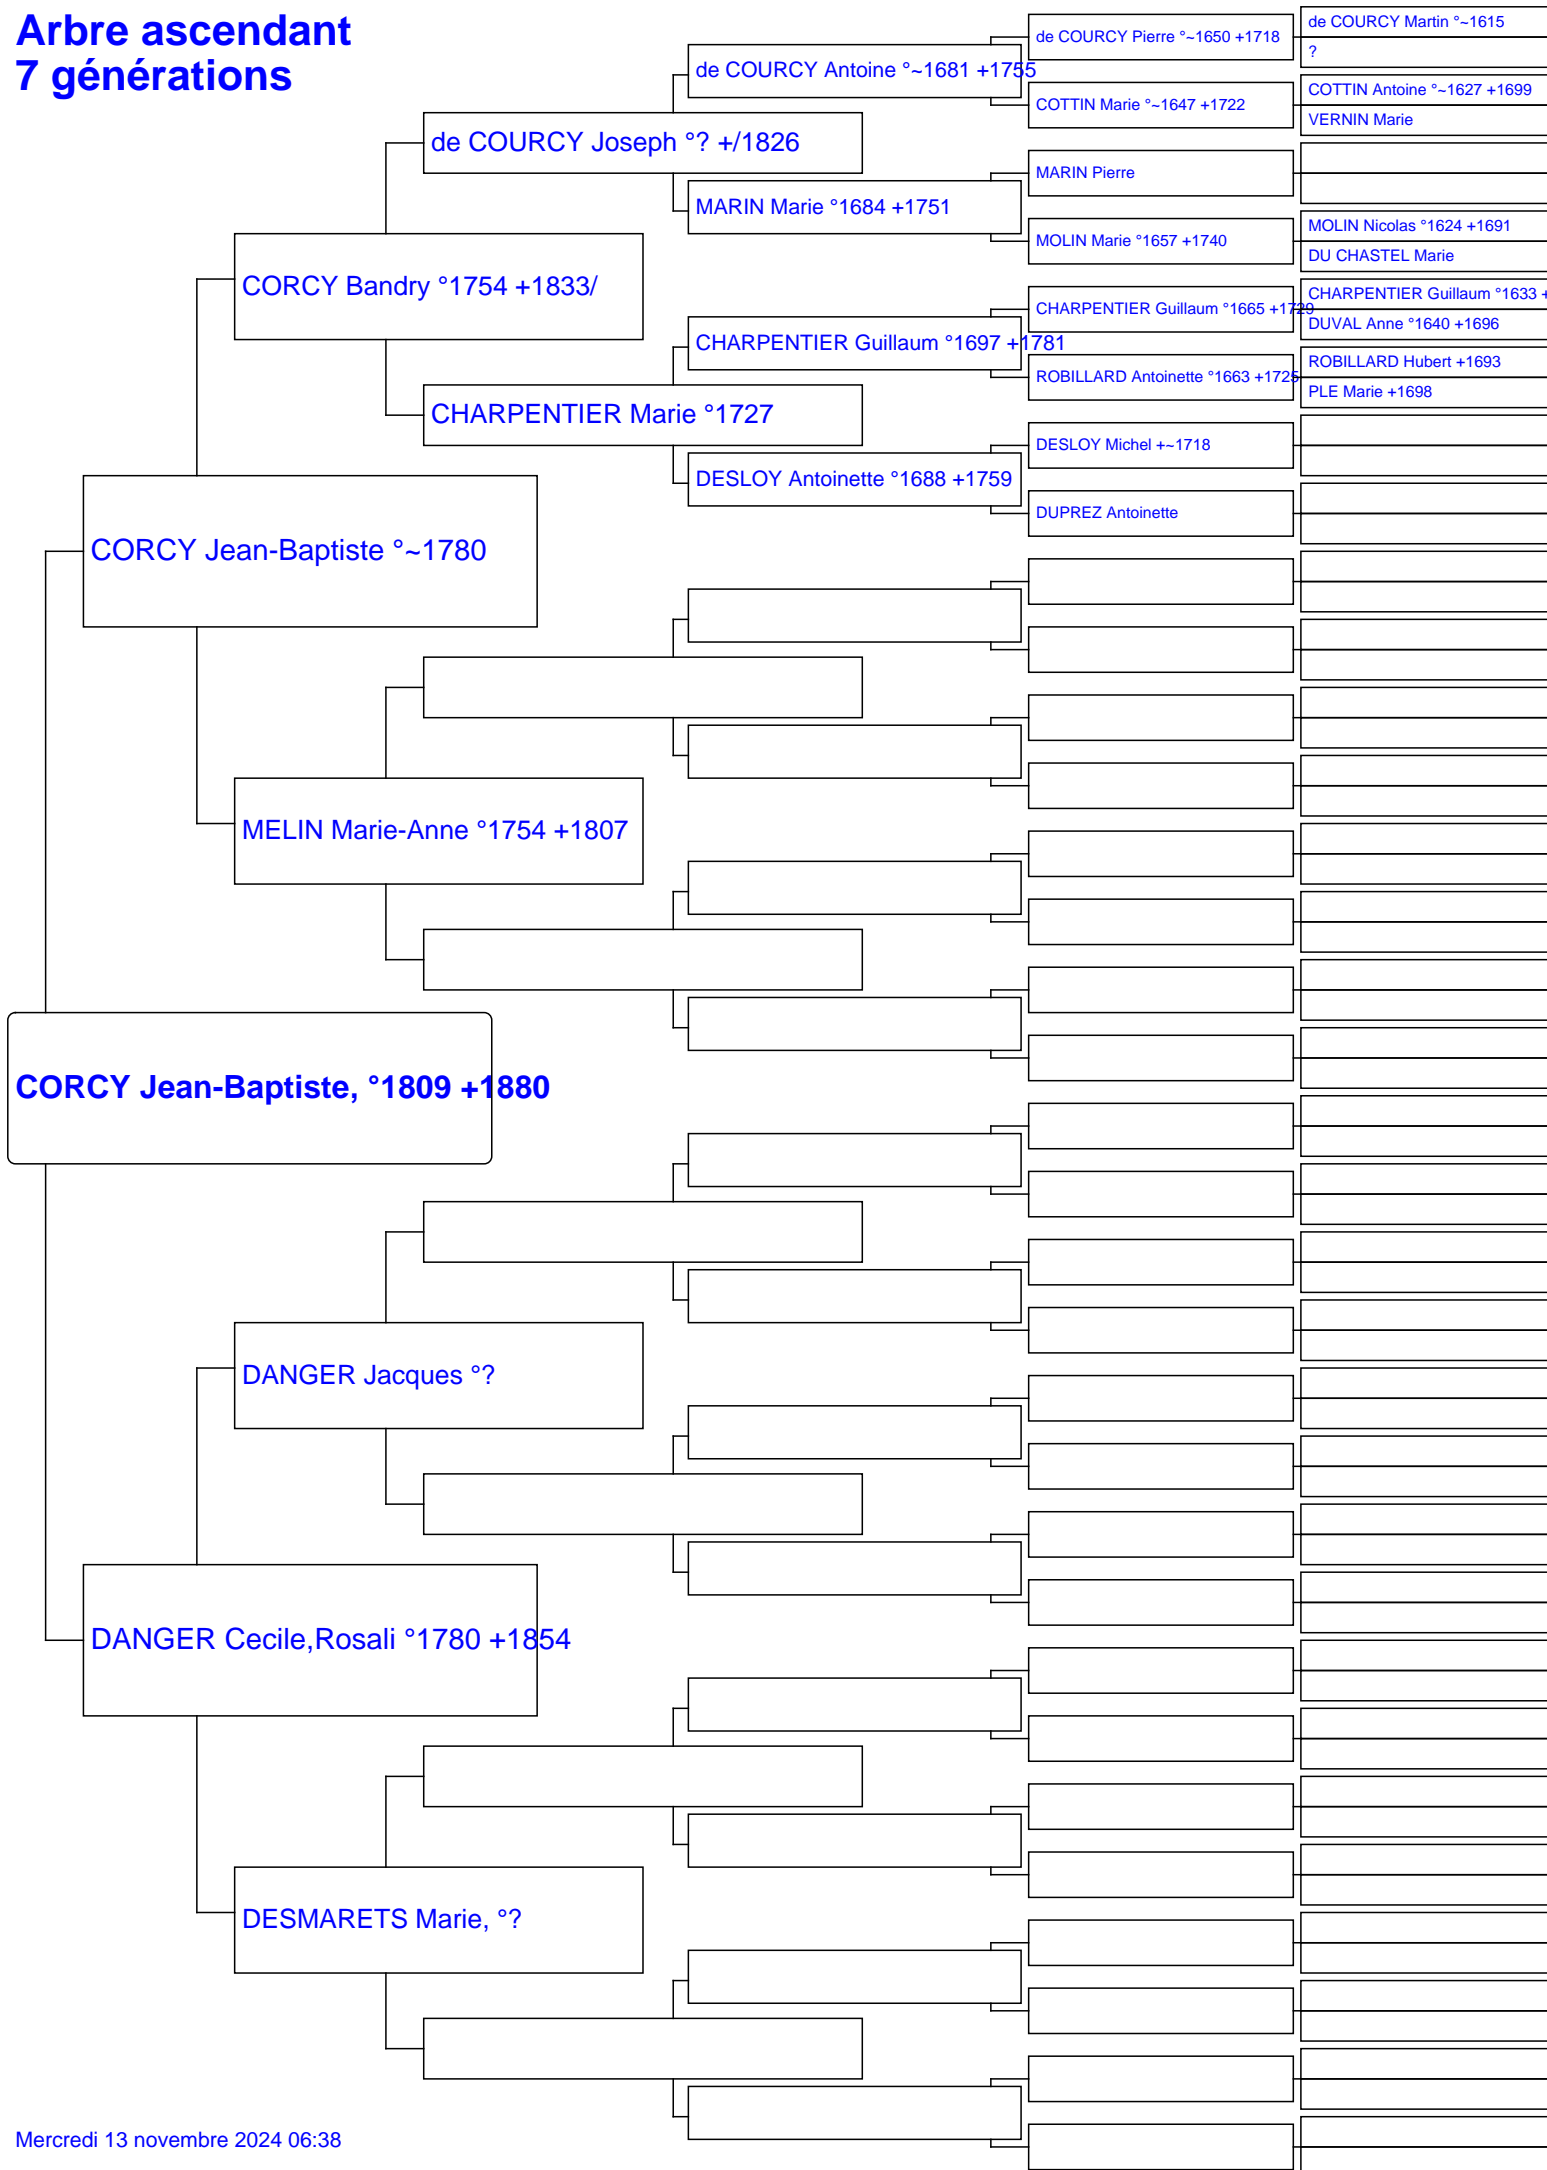 Arbre ascendant
7 générations
de COURCY Martin °~1615
de COURCY Pierre °~1650 +1718
?
de COURCY Antoine °~1681 +1755
COTTIN Antoine °~1627 +1699
COTTIN Marie °~1647 +1722
VERNIN Marie
de COURCY Joseph °? +/1826
MARIN Pierre
MARIN Marie °1684 +1751
MOLIN Nicolas °1624 +1691
MOLIN Marie °1657 +1740
DU CHASTEL Marie
CORCY Bandry °1754 +1833/
CHARPENTIER Guillaum °1633 +
CHARPENTIER Guillaum °1665 +1729
DUVAL Anne °1640 +1696
CHARPENTIER Guillaum °1697 +1781
ROBILLARD Hubert +1693
ROBILLARD Antoinette °1663 +1725
PLE Marie +1698
CHARPENTIER Marie °1727
DESLOY Michel +~1718
DESLOY Antoinette °1688 +1759
DUPREZ Antoinette
CORCY Jean-Baptiste °~1780
MELIN Marie-Anne °1754 +1807
CORCY Jean-Baptiste, °1809 +1880
DANGER Jacques °?
DANGER Cecile,Rosali °1780 +1854
DESMARETS Marie, °?
Mercredi 13 novembre 2024 06:38